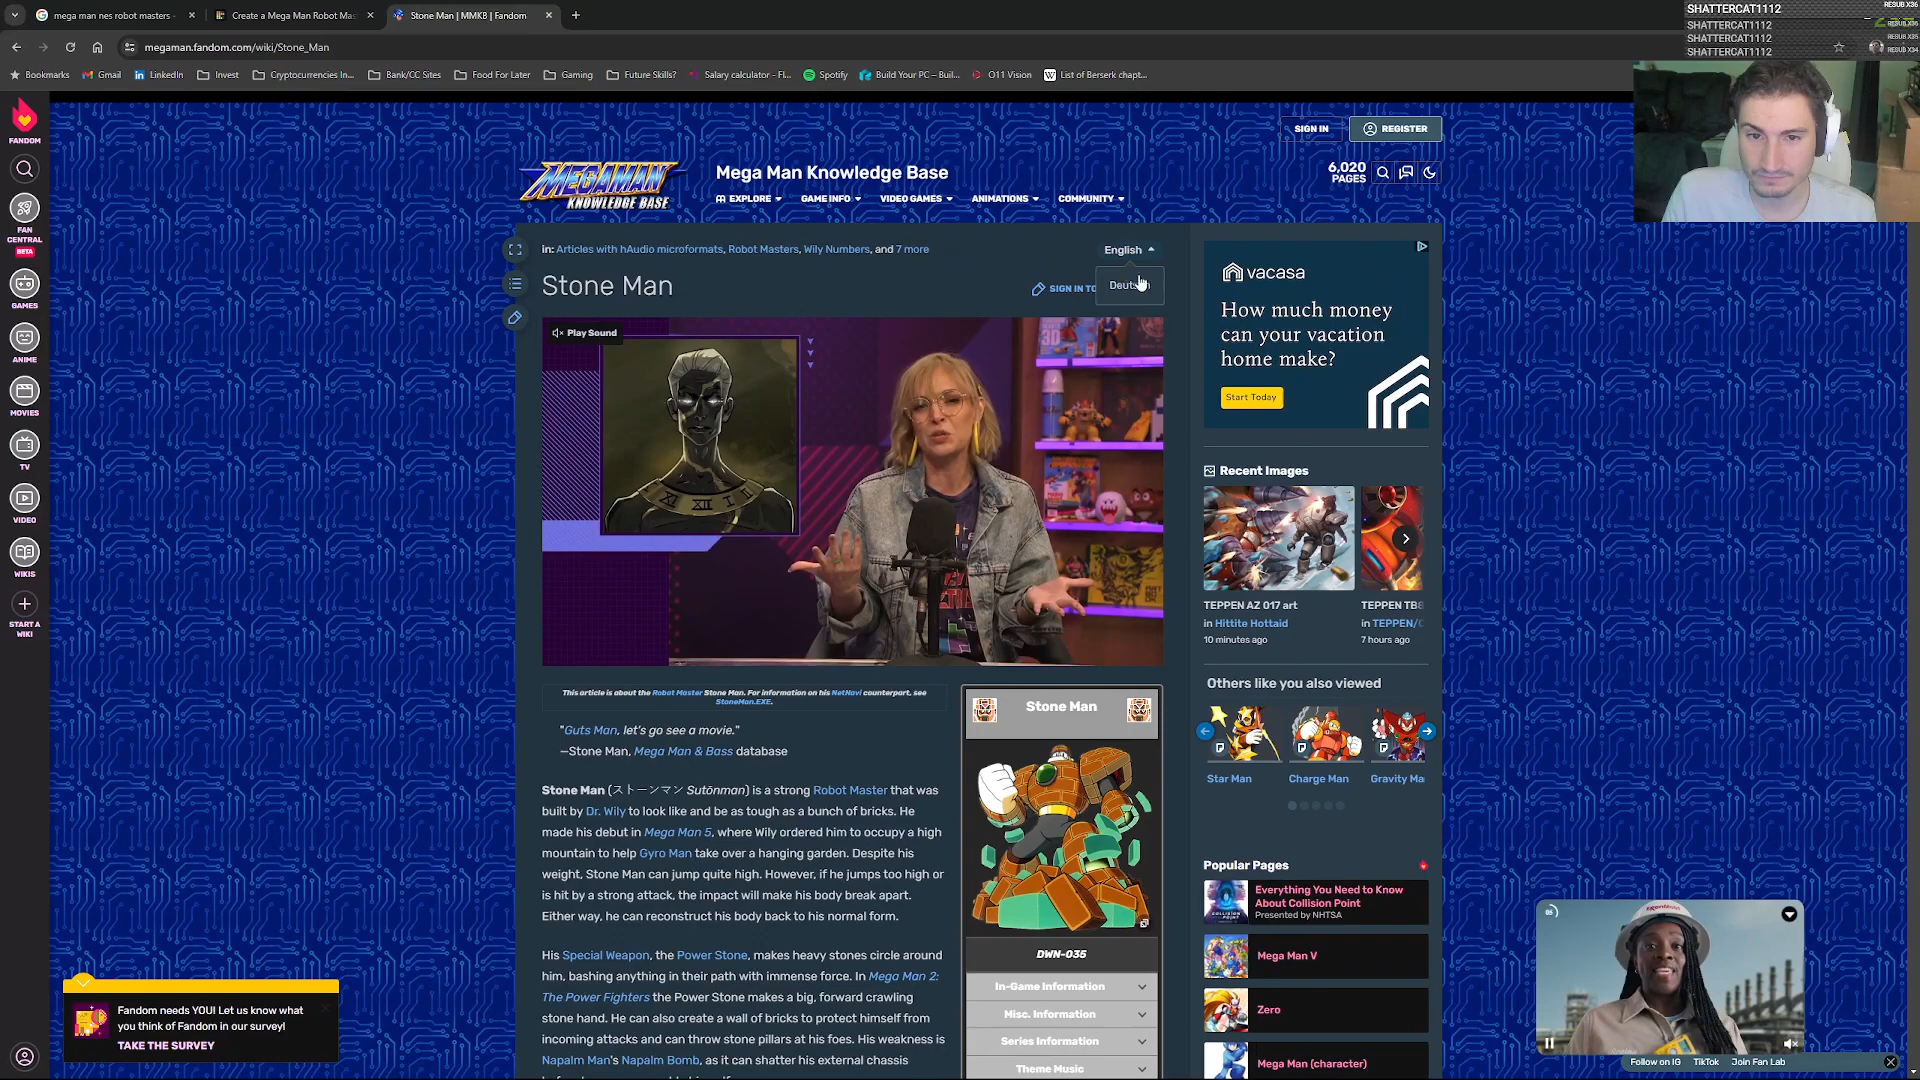 mega man nes robot masters -
Create a Mega Man Robot Mas
Stone Man | MMKB | Fandom
SHATTERCAT1112
RESUB X36
SHATTERCAT1112
SHATTERCAT1112
RESUB X35
SHATTERCAT1112
RESUB X34
megaman.fandom.com/wiki/Stone_Man
Bookmarks
Gmail
LinkedIn
Invest
Cryptocurrencies In...
Bank/CC Sites
Food For Later
Gaming
Future Skills?
Salary calculator - Fl...
Spotify
Build Your PC – Buil...
O11 Vision
List of Berserk chapt...
FANDOM
FAN
CENTRAL
BETA
GAMES
ANIME
MOVIES
TV
VIDEO
WIKIS
START A
WIKI
SIGN IN
REGISTER
MEGAMAN
KNOWLEDGE BASE
Mega Man Knowledge Base
6,020
PAGES
EXPLORE
GAME INFO
VIDEO GAMES
ANIMATIONS
COMMUNITY
in: Articles with hAudio microformats, Robot Masters, Wily Numbers, and 7 more
English
Stone Man
SIGN IN TO
Play Sound
XI XII I II
3D
This article is about the Robot Master Stone Man. For information on his NetNavi counterpart, see
StoneMan.EXE.
"Guts Man, let's go see a movie."
—Stone Man, Mega Man & Bass database
Stone Man (ストーンマン Sutōnman) is a strong Robot Master that was
built by Dr. Wily to look like and be as tough as a bunch of bricks. He
made his debut in Mega Man 5, where Wily ordered him to occupy a high
mountain to help Gyro Man take over a hanging garden. Despite his
weight, Stone Man can jump quite high. However, if he jumps too high or
is hit by a strong attack, the impact will make his body break apart.
Either way, he can reconstruct his body back to his normal form.
His Special Weapon, the Power Stone, makes heavy stones circle around
him, bashing anything in their path with immense force. In Mega Man 2:
The Power Fighters the Power Stone makes a big, forward crawling
stone hand. He can also create a wall of bricks to protect himself from
incoming attacks and can throw stone pillars at his foes. His weakness is
Napalm Man's Napalm Bomb, as it can shatter his external chassis
Stone Man
DWN-035
In-Game Information
Misc. Information
Series Information
Theme Music
vacasa
How much money
can your vacation
home make?
Start Today
Recent Images
TEPPEN AZ 017 art
in Hittite Hottaid
10 minutes ago
TEPPEN TB8
in TEPPEN/C
7 hours ago
Others like you also viewed
Star Man
Charge Man
Gravity Ma
Popular Pages
Everything You Need to Know
About Collision Point
Presented by NHTSA
Mega Man V
Zero
Mega Man (character)
Fandom needs YOU! Let us know what
you think of Fandom in our survey!
TAKE THE SURVEY
Follow on IG
TikTok
Join Fan Lab